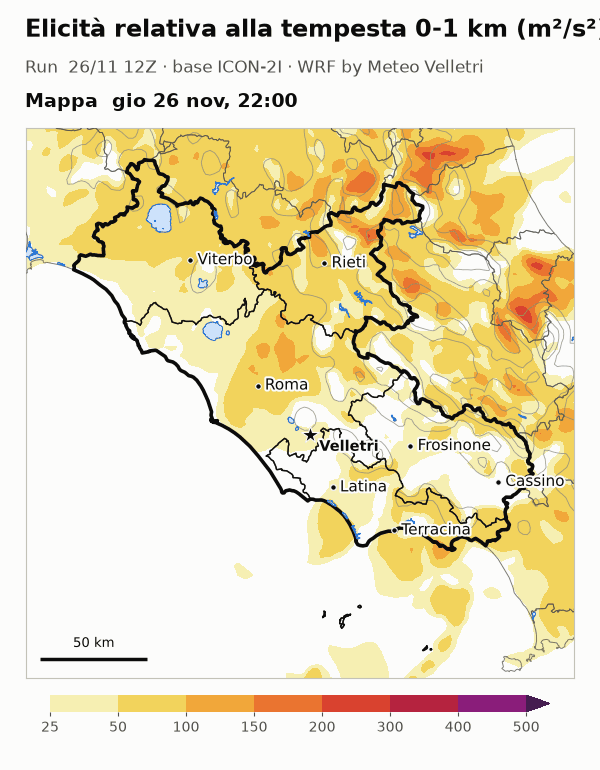 Elicità relativa alla tempesta 0-1 km (m²/s²)
Run 26/11 12Z · base ICON-2I · WRF by Meteo Velletri
Mappa gio 26 nov, 22:00
Viterbo
Rieti
Roma
Velletri
Frosinone
Latina
Cassino
Terracina
50 km
25 50 100 150 200 300 400 500